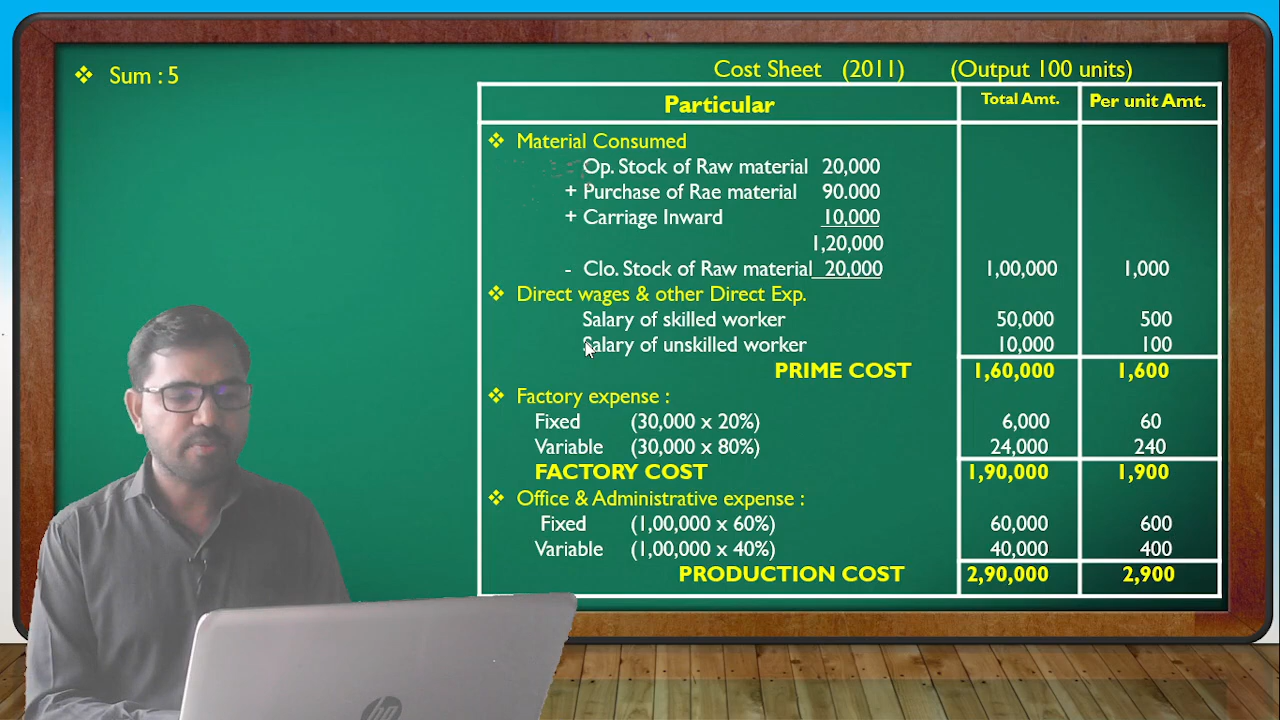 ❖ Sum : 5
Cost Sheet (2011) (Output 100 units)
Particular Total Amt. Per unit Amt.
❖ Material Consumed
Op. Stock of Raw material 20,000
+ Purchase of Rae material 90.000
+ Carriage Inward 10,000
1,20,000
- Clo. Stock of Raw material 20,000 1,00,000 1,000
❖ Direct wages & other Direct Exp.
Salary of skilled worker 50,000 500
Salary of unskilled worker 10,000 100
PRIME COST 1,60,000 1,600
❖ Factory expense :
Fixed (30,000 x 20%) 6,000 60
Variable (30,000 x 80%) 24,000 240
FACTORY COST 1,90,000 1,900
❖ Office & Administrative expense :
Fixed (1,00,000 x 60%) 60,000 600
Variable (1,00,000 x 40%) 40,000 400
PRODUCTION COST 2,90,000 2,900
hp